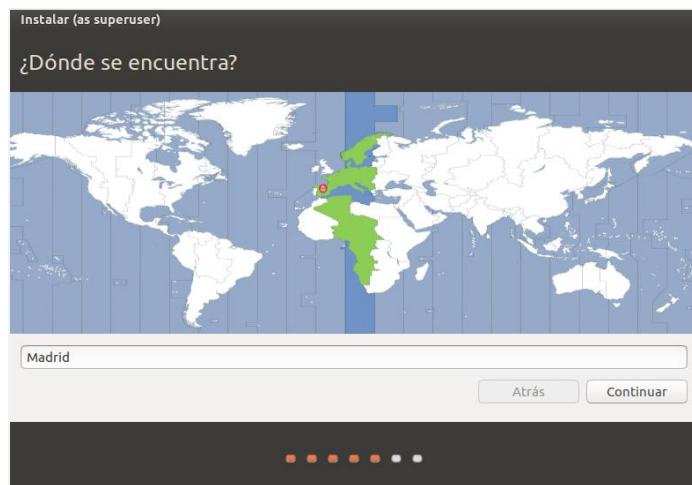 Instalar (as superuser)
¿Dónde se encuentra?
Madrid
Atrás
Continuar